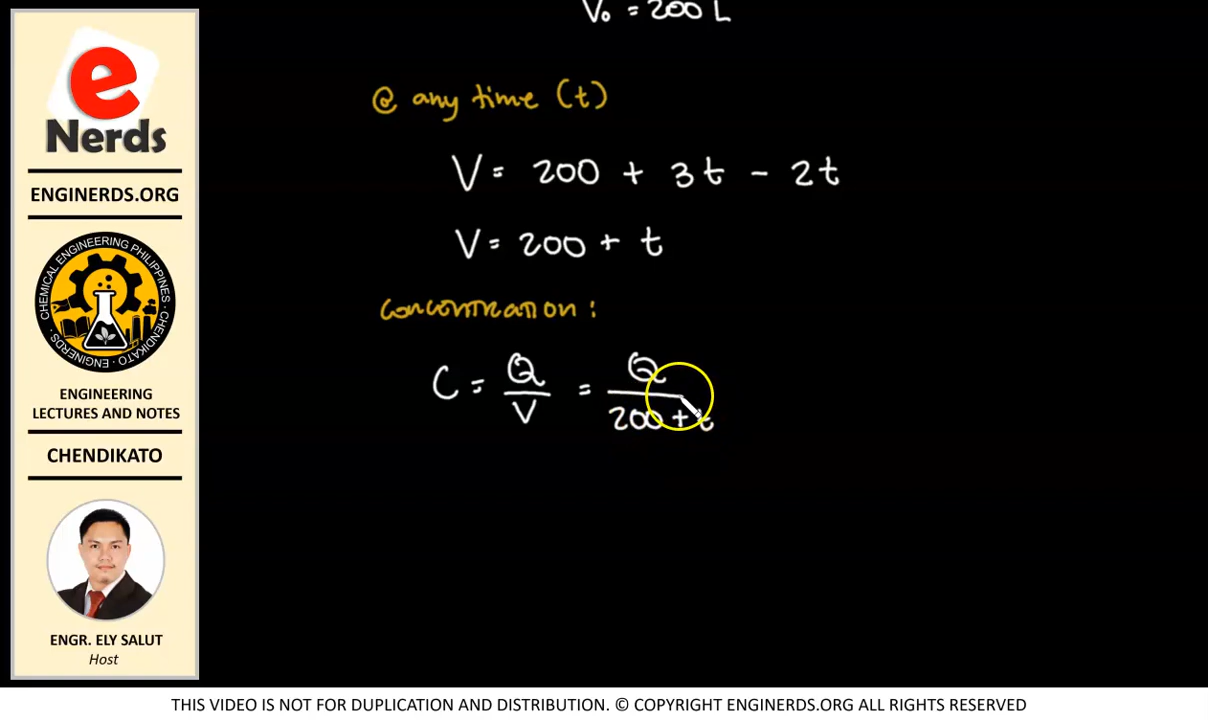 e
Nerds
ENGINERDS.ORG
CHEMICAL ENGINEERING PHILIPPINES
CHENDIKATO · ENGINERDS
ENGINEERING
LECTURES AND NOTES
CHENDIKATO
ENGR. ELY SALUT
Host
V₀ = 200 L
@ any time (t)
V = 200 + 3t - 2t
V = 200 + t
concentration :
C = Q/V = Q/(200 + t)
THIS VIDEO IS NOT FOR DUPLICATION AND DISTRIBUTION. © COPYRIGHT ENGINERDS.ORG ALL RIGHTS RESERVED